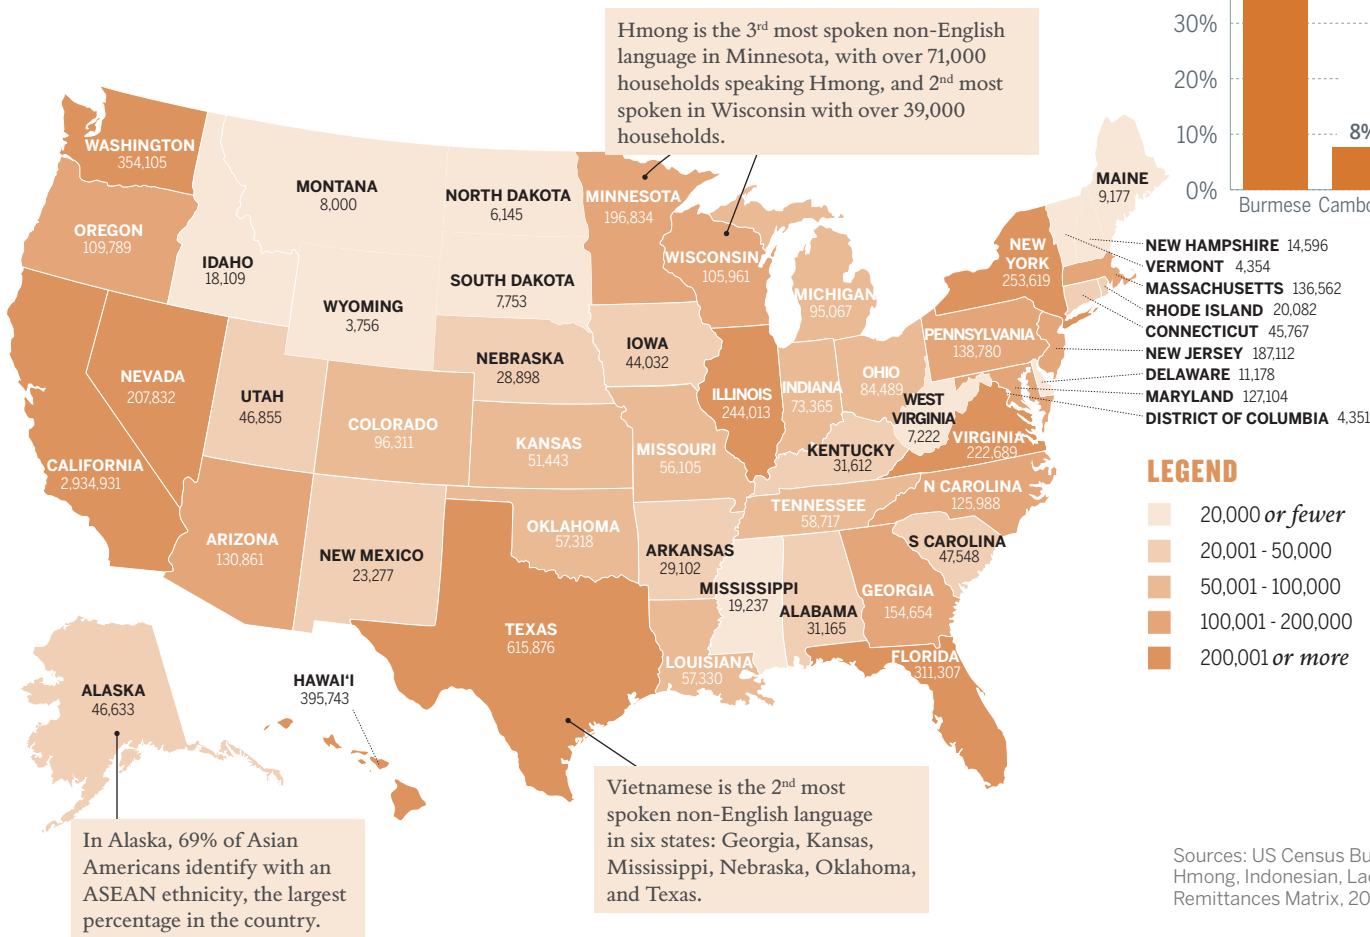 Hmong is the 3rd most spoken non-English
language in Minnesota, with over 71,000
households speaking Hmong, and 2nd most
spoken in Wisconsin with over 39,000
households.
30%
20%
10%
0%
8%
Burmese
WASHINGTON
354,105
OREGON
109,789
CALIFORNIA
2,934,931
NEVADA
207,832
IDAHO
18,109
MONTANA
8,000
WYOMING
3,756
UTAH
46,855
ARIZONA
130,861
COLORADO
96,311
NEW MEXICO
23,277
NORTH DAKOTA
6,145
SOUTH DAKOTA
7,753
NEBRASKA
28,898
KANSAS
51,443
OKLAHOMA
57,318
TEXAS
615,876
MINNESOTA
196,834
IOWA
44,032
MISSOURI
56,105
ARKANSAS
29,102
LOUISIANA
57,330
WISCONSIN
105,961
ILLINOIS
244,013
MICHIGAN
95,067
INDIANA
73,365
OHIO
84,489
KENTUCKY
31,612
TENNESSEE
58,717
MISSISSIPPI
19,237
ALABAMA
31,165
GEORGIA
154,654
FLORIDA
311,307
S CAROLINA
47,548
N CAROLINA
125,988
VIRGINIA
222,689
WEST
VIRGINIA
7,222
PENNSYLVANIA
138,780
NEW
YORK
253,619
MAINE
9,177
NEW HAMPSHIRE 14,596
VERMONT 4,354
MASSACHUSETTS 136,562
RHODE ISLAND 20,082
CONNECTICUT 45,767
NEW JERSEY 187,112
DELAWARE 11,178
MARYLAND 127,104
DISTRICT OF COLUMBIA 4,351
ALASKA
46,633
HAWAI‘I
395,743
LEGEND
20,000 or fewer
20,001 - 50,000
50,001 - 100,000
100,001 - 200,000
200,001 or more
In Alaska, 69% of Asian
Americans identify with an
ASEAN ethnicity, the largest
percentage in the country.
Vietnamese is the 2nd most
spoken non-English language
in six states: Georgia, Kansas,
Mississippi, Nebraska, Oklahoma,
and Texas.
Sources: US Census
Hmong, Indonesian,
Remittances Matrix,